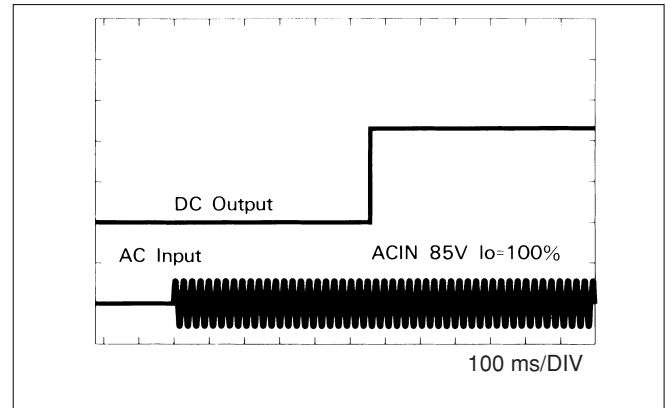 DC Output
AC Input
ACIN 85V Io=100%
100 ms/DIV